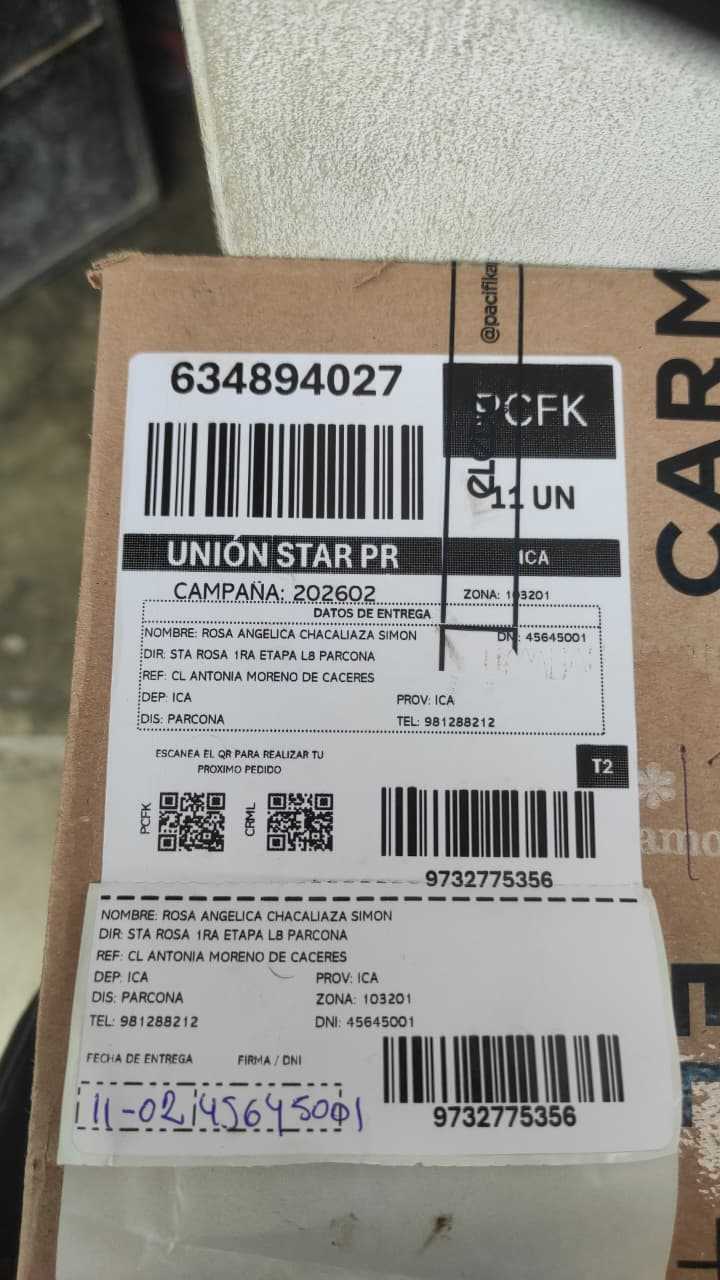 @pacifika
CARM
634894027
PCFK
11 UN
UNIÓN STAR PR
ICA
CAMPAÑA: 202602
ZONA: 103201
DATOS DE ENTREGA
NOMBRE: ROSA ANGELICA CHACALIAZA SIMON
DNI: 45645001
DIR: STA ROSA 1RA ETAPA L8 PARCONA
REF: CL ANTONIA MORENO DE CACERES
DEP: ICA
PROV: ICA
DIS: PARCONA
TEL: 981288212
ESCANEA EL QR PARA REALIZAR TU
PROXIMO PEDIDO
T2
PCFK
CRML
9732775356
NOMBRE: ROSA ANGELICA CHACALIAZA SIMON
DIR: STA ROSA 1RA ETAPA L8 PARCONA
REF: CL ANTONIA MORENO DE CACERES
DEP: ICA
PROV: ICA
DIS: PARCONA
ZONA: 103201
TEL: 981288212
DNI: 45645001
FECHA DE ENTREGA
FIRMA / DNI
11-02
45645001
9732775356